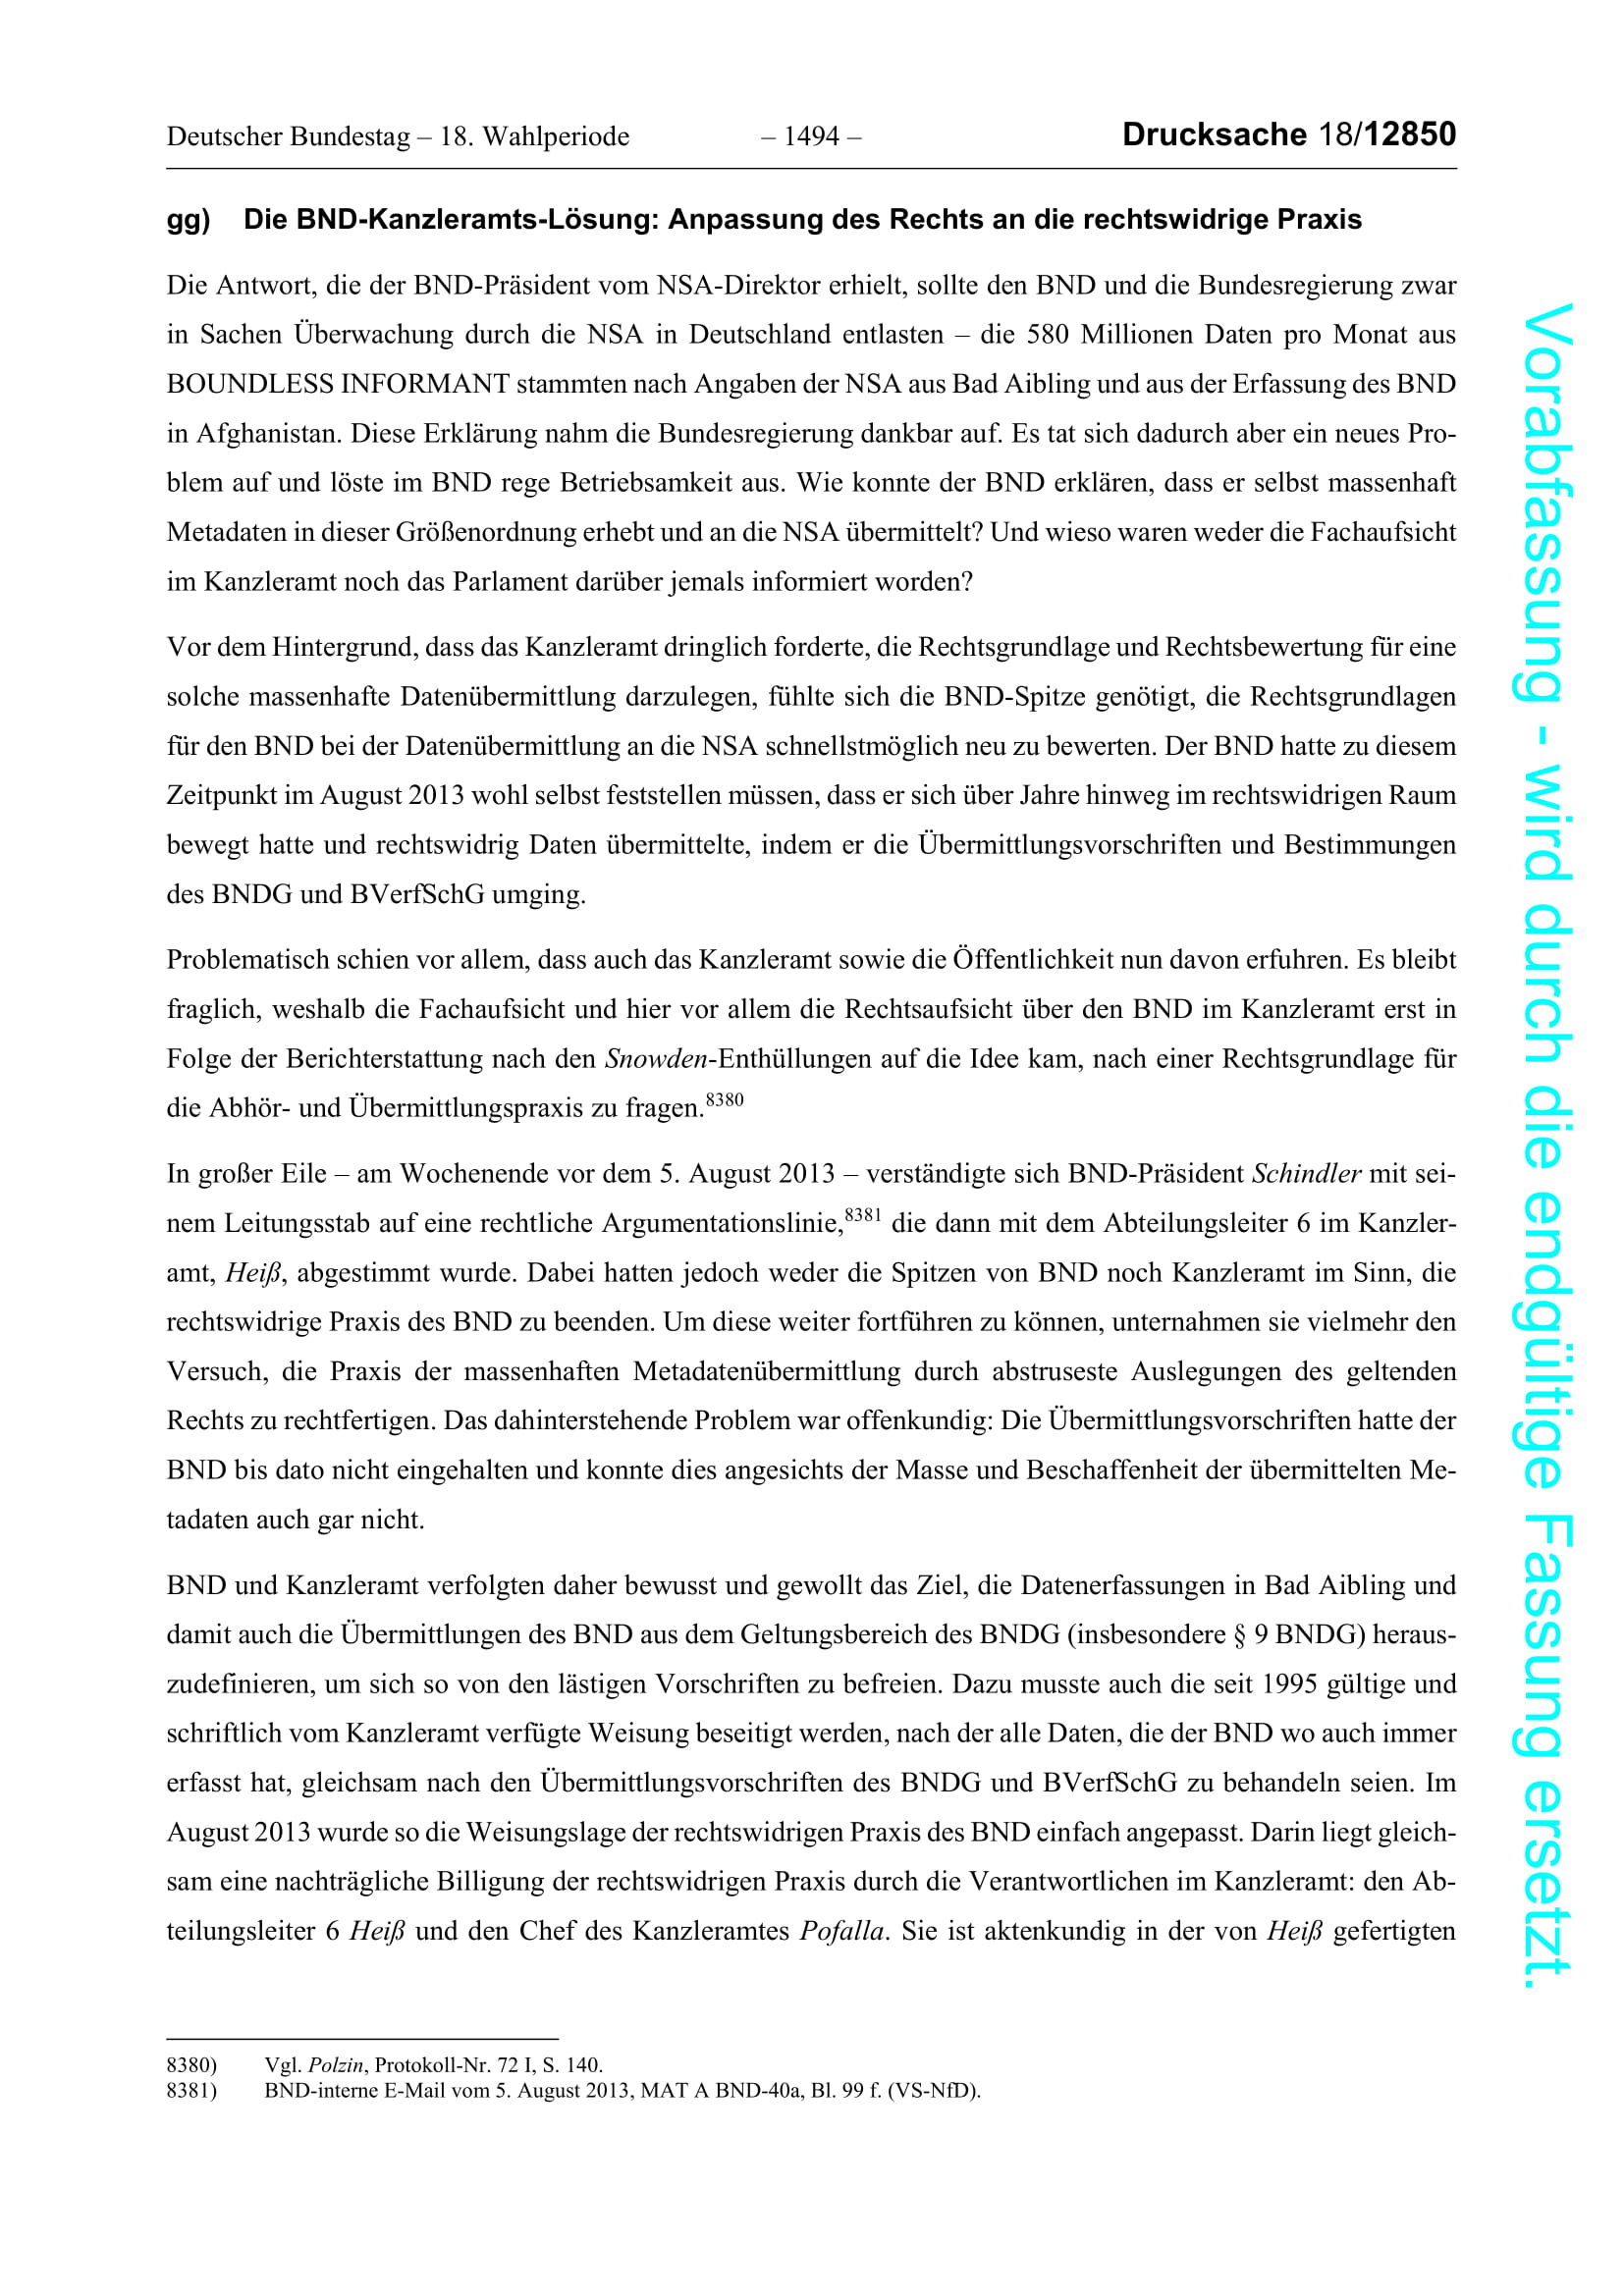 Deutscher Bundestag – 18. Wahlperiode – 1494 – Drucksache 18/12850
gg) Die BND-Kanzleramts-Lösung: Anpassung des Rechts an die rechtswidrige Praxis
Die Antwort, die der BND-Präsident vom NSA-Direktor erhielt, sollte den BND und die Bundesregierung zwar
in Sachen Überwachung durch die NSA in Deutschland entlasten – die 580 Millionen Daten pro Monat aus
BOUNDLESS INFORMANT stammten nach Angaben der NSA aus Bad Aibling und aus der Erfassung des BND
in Afghanistan. Diese Erklärung nahm die Bundesregierung dankbar auf. Es tat sich dadurch aber ein neues Pro-
blem auf und löste im BND rege Betriebsamkeit aus. Wie konnte der BND erklären, dass er selbst massenhaft
Metadaten in dieser Größenordnung erhebt und an die NSA übermittelt? Und wieso waren weder die Fachaufsicht
im Kanzleramt noch das Parlament darüber jemals informiert worden?
Vor dem Hintergrund, dass das Kanzleramt dringlich forderte, die Rechtsgrundlage und Rechtsbewertung für eine
solche massenhafte Datenübermittlung darzulegen, fühlte sich die BND-Spitze genötigt, die Rechtsgrundlagen
für den BND bei der Datenübermittlung an die NSA schnellstmöglich neu zu bewerten. Der BND hatte zu diesem
Zeitpunkt im August 2013 wohl selbst feststellen müssen, dass er sich über Jahre hinweg im rechtswidrigen Raum
bewegt hatte und rechtswidrig Daten übermittelte, indem er die Übermittlungsvorschriften und Bestimmungen
des BNDG und BVerfSchG umging.
Problematisch schien vor allem, dass auch das Kanzleramt sowie die Öffentlichkeit nun davon erfuhren. Es bleibt
fraglich, weshalb die Fachaufsicht und hier vor allem die Rechtsaufsicht über den BND im Kanzleramt erst in
Folge der Berichterstattung nach den Snowden-Enthüllungen auf die Idee kam, nach einer Rechtsgrundlage für
die Abhör- und Übermittlungspraxis zu fragen.8380
In großer Eile – am Wochenende vor dem 5. August 2013 – verständigte sich BND-Präsident Schindler mit sei-
nem Leitungsstab auf eine rechtliche Argumentationslinie,8381 die dann mit dem Abteilungsleiter 6 im Kanzler-
amt, Heiß, abgestimmt wurde. Dabei hatten jedoch weder die Spitzen von BND noch Kanzleramt im Sinn, die
rechtswidrige Praxis des BND zu beenden. Um diese weiter fortführen zu können, unternahmen sie vielmehr den
Versuch, die Praxis der massenhaften Metadatenübermittlung durch abstruseste Auslegungen des geltenden
Rechts zu rechtfertigen. Das dahinterstehende Problem war offenkundig: Die Übermittlungsvorschriften hatte der
BND bis dato nicht eingehalten und konnte dies angesichts der Masse und Beschaffenheit der übermittelten Me-
tadaten auch gar nicht.
BND und Kanzleramt verfolgten daher bewusst und gewollt das Ziel, die Datenerfassungen in Bad Aibling und
damit auch die Übermittlungen des BND aus dem Geltungsbereich des BNDG (insbesondere § 9 BNDG) heraus-
zudefinieren, um sich so von den lästigen Vorschriften zu befreien. Dazu musste auch die seit 1995 gültige und
schriftlich vom Kanzleramt verfügte Weisung beseitigt werden, nach der alle Daten, die der BND wo auch immer
erfasst hat, gleichsam nach den Übermittlungsvorschriften des BNDG und BVerfSchG zu behandeln seien. Im
August 2013 wurde so die Weisungslage der rechtswidrigen Praxis des BND einfach angepasst. Darin liegt gleich-
sam eine nachträgliche Billigung der rechtswidrigen Praxis durch die Verantwortlichen im Kanzleramt: den Ab-
teilungsleiter 6 Heiß und den Chef des Kanzleramtes Pofalla. Sie ist aktenkundig in der von Heiß gefertigten
8380) Vgl. Polzin, Protokoll-Nr. 72 I, S. 140.
8381) BND-interne E-Mail vom 5. August 2013, MAT A BND-40a, Bl. 99 f. (VS-NfD).
Vorabfassung - wird durch die endgültige Fassung ersetzt.